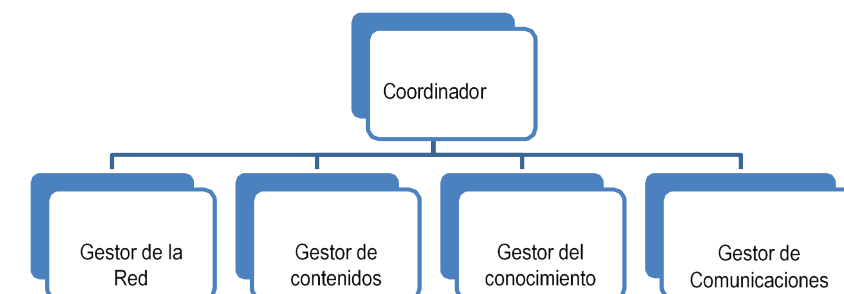 Coordinador
Gestor de la
Red
Gestor de
contenidos
Gestor del
conocimiento
Gestor de
Comunicaciones